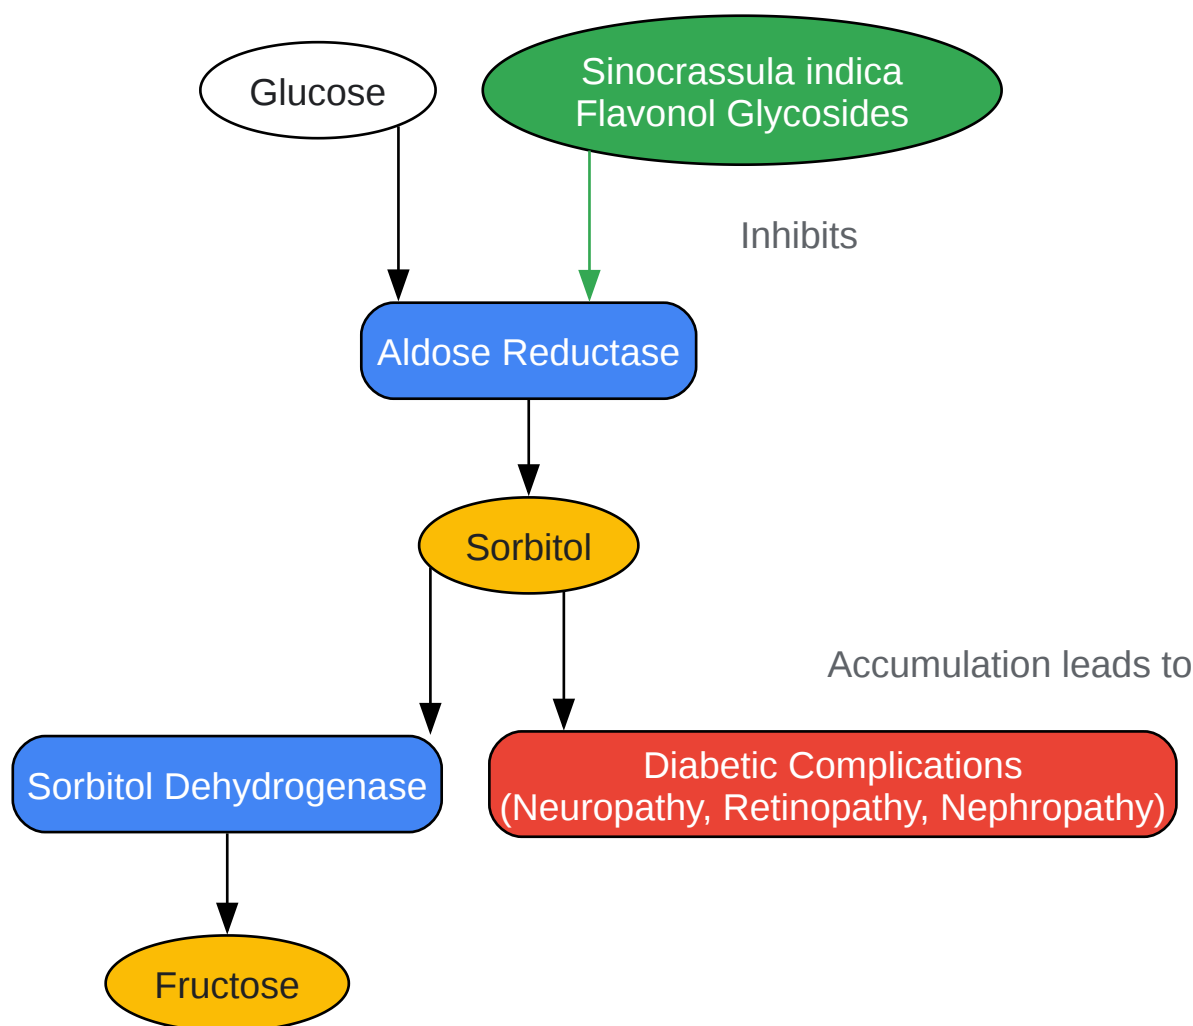 Glucose
Sinocrassula indica
Flavonol Glycosides
Inhibits
Aldose Reductase
Sorbitol
Accumulation leads to
Sorbitol Dehydrogenase
Diabetic Complications
(Neuropathy, Retinopathy, Nephropathy)
Fructose